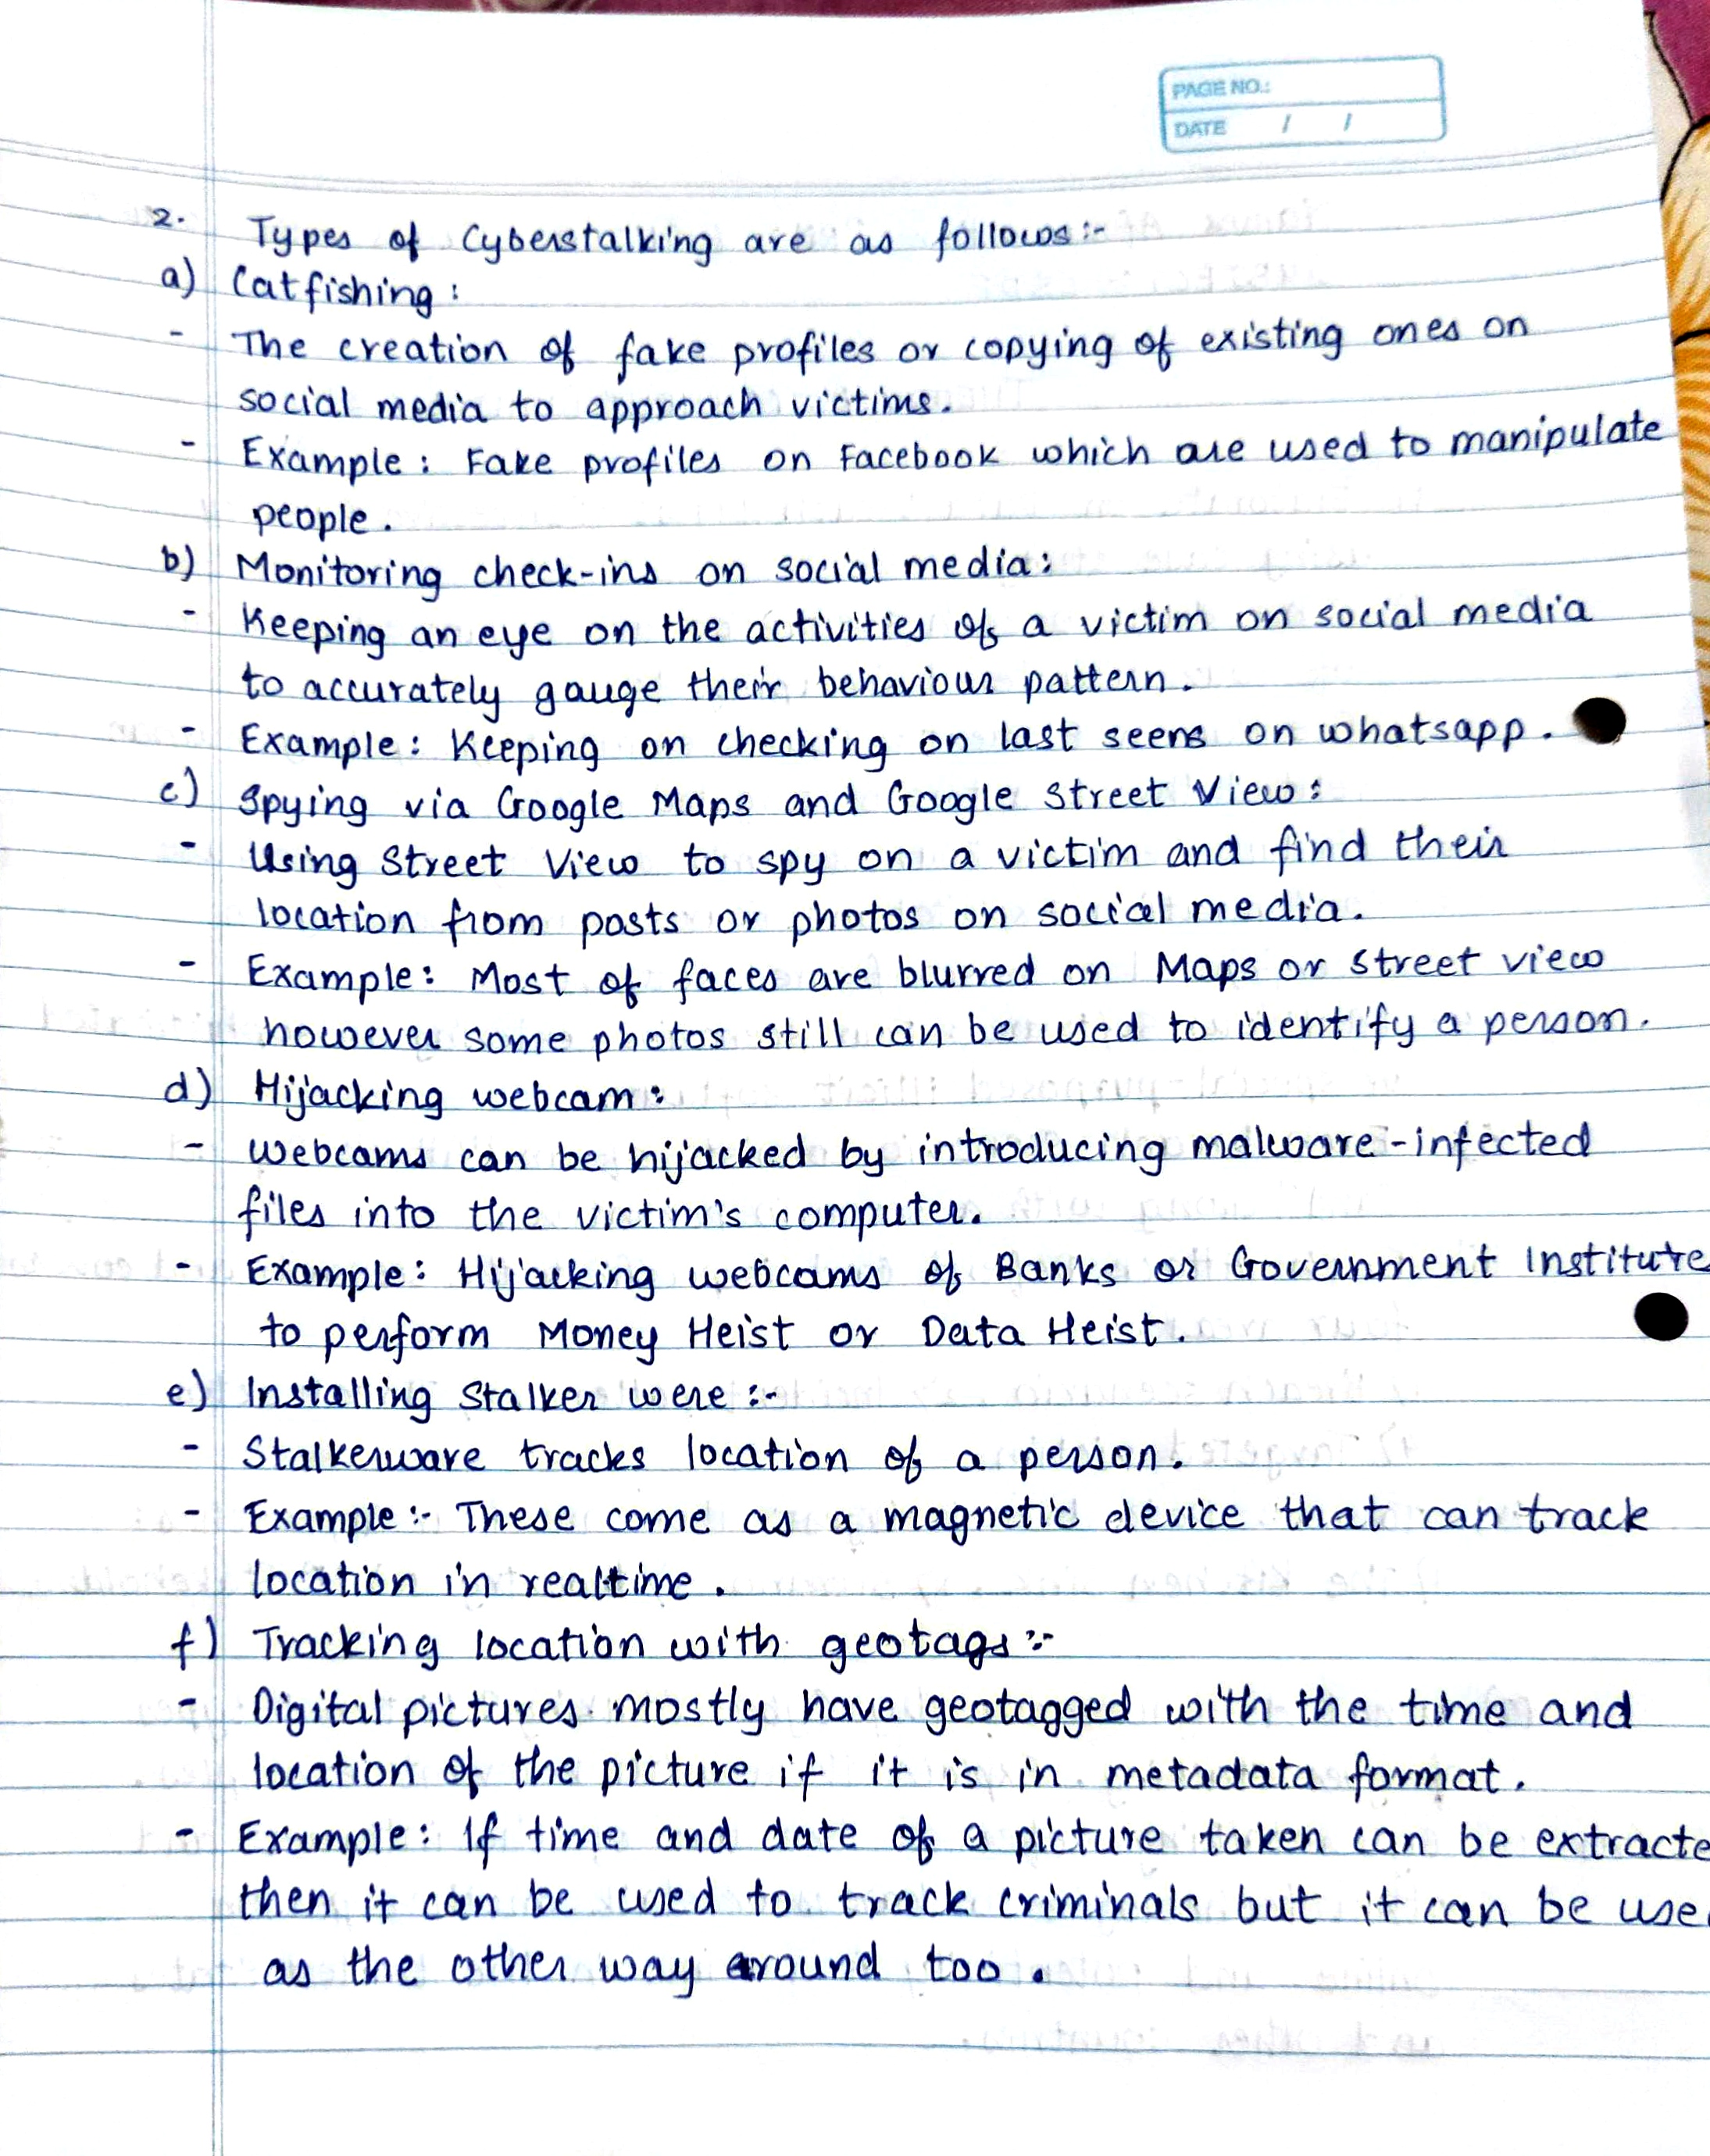 PAGE NO.:
DATE / /
2. Types of Cyberstalking are as follows :-
a) Catfishing :
- The creation of fake profiles or copying of existing ones on
social media to approach victims.
- Example : Fake profiles on Facebook which are used to manipulate
people.
b) Monitoring check-ins on social media :
- Keeping an eye on the activities of a victim on social media
to accurately gauge their behaviour pattern.
- Example : Keeping on checking on last seens on whatsapp.
c) Spying via Google Maps and Google Street View :
- Using Street View to spy on a victim and find their
location from posts or photos on social media.
- Example : Most of faces are blurred on Maps or Street view
however some photos still can be used to identify a person.
d) Hijacking webcam :
- Webcams can be hijacked by introducing malware-infected
files into the victim's computer.
- Example : Hijacking webcams of Banks or Government Institute
to perform Money Heist or Data Heist.
e) Installing Stalker were :-
- Stalkerware tracks location of a person.
- Example :- These come as a magnetic device that can track
location in realtime.
f) Tracking location with geotags :-
- Digital pictures mostly have geotagged with the time and
location of the picture if it is in metadata format.
- Example : If time and date of a picture taken can be extracte
then it can be used to track criminals but it can be use
as the other way around too.